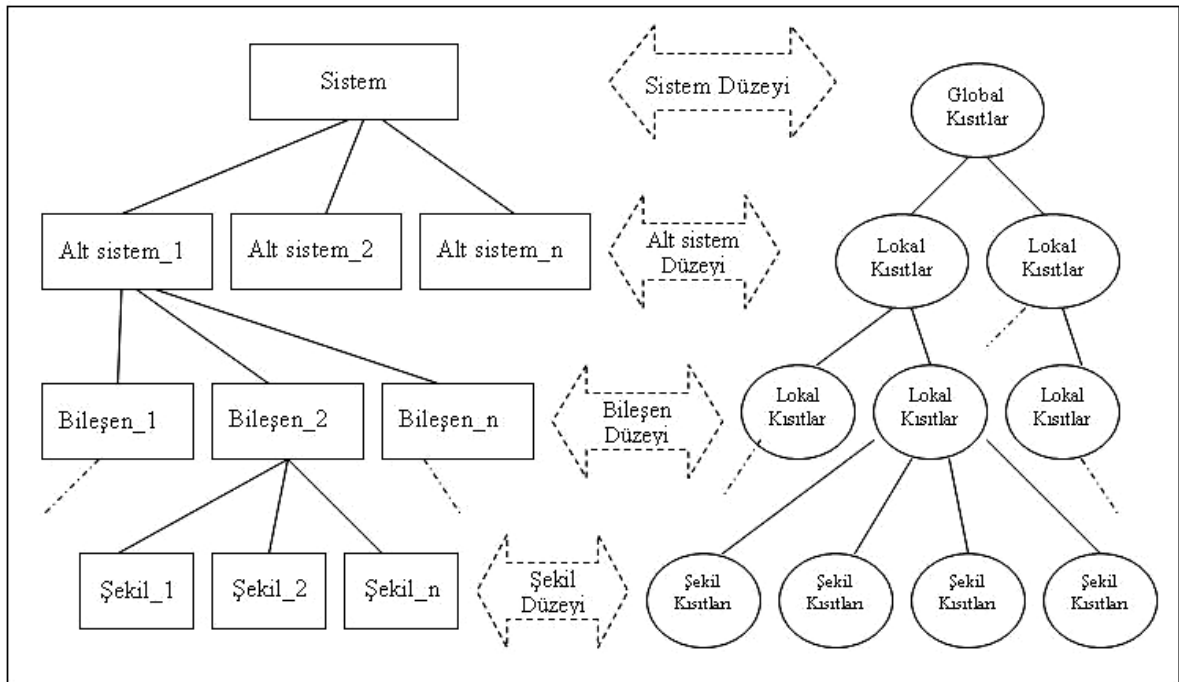 Sistem
Sistem Düzeyi
Global
Kısıtlar
Alt sistem_1
Alt sistem_2
Alt sistem_n
Alt sistem
Düzeyi
Lokal
Kısıtlar
Lokal
Kısıtlar
Bileşen_1
Bileşen_2
Bileşen_n
Bileşen
Düzeyi
Lokal
Kısıtlar
Lokal
Kısıtlar
Lokal
Kısıtlar
Şekil_1
Şekil_2
Şekil_n
Şekil
Düzeyi
Şekil
Kısıtları
Şekil
Kısıtları
Şekil
Kısıtları
Şekil
Kısıtları